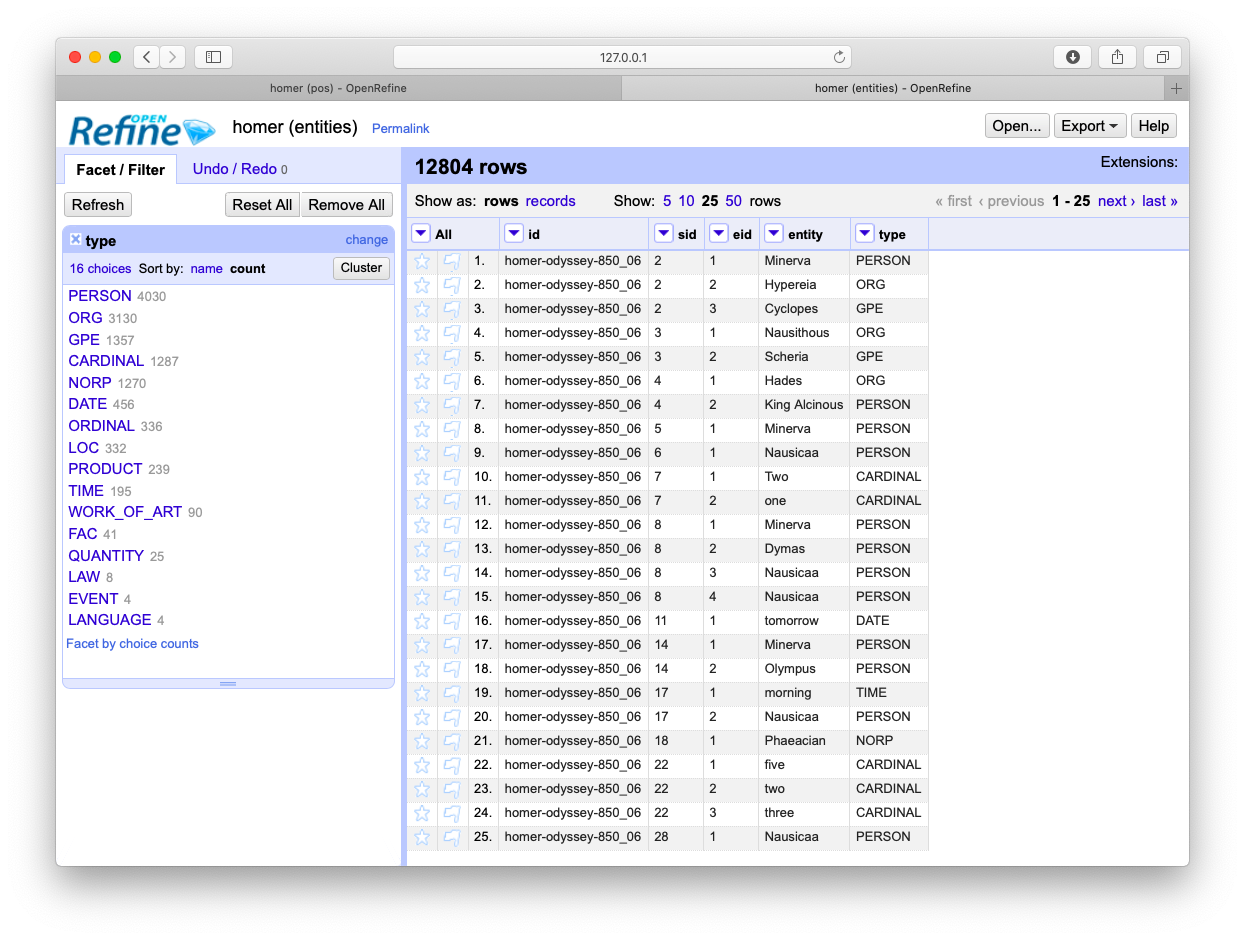 127.0.0.1
homer (pos) - OpenRefine
homer (entities) - OpenRefine
OPEN
Refine
homer (entities) Permalink
Open... Export Help
Facet / Filter Undo / Redo 0
12804 rows
Extensions:
Refresh Reset All Remove All
Show as: rows records Show: 5 10 25 50 rows « first ‹ previous 1 - 25 next › last »
type change
16 choices Sort by: name count Cluster
PERSON 4030
ORG 3130
GPE 1357
CARDINAL 1287
NORP 1270
DATE 456
ORDINAL 336
LOC 332
PRODUCT 239
TIME 195
WORK_OF_ART 90
FAC 41
QUANTITY 25
LAW 8
EVENT 4
LANGUAGE 4
Facet by choice counts
All id sid eid entity type
1. homer-odyssey-850_06 2 1 Minerva PERSON
2. homer-odyssey-850_06 2 2 Hypereia ORG
3. homer-odyssey-850_06 2 3 Cyclopes GPE
4. homer-odyssey-850_06 3 1 Nausithous ORG
5. homer-odyssey-850_06 3 2 Scheria GPE
6. homer-odyssey-850_06 4 1 Hades ORG
7. homer-odyssey-850_06 4 2 King Alcinous PERSON
8. homer-odyssey-850_06 5 1 Minerva PERSON
9. homer-odyssey-850_06 6 1 Nausicaa PERSON
10. homer-odyssey-850_06 7 1 Two CARDINAL
11. homer-odyssey-850_06 7 2 one CARDINAL
12. homer-odyssey-850_06 8 1 Minerva PERSON
13. homer-odyssey-850_06 8 2 Dymas PERSON
14. homer-odyssey-850_06 8 3 Nausicaa PERSON
15. homer-odyssey-850_06 8 4 Nausicaa PERSON
16. homer-odyssey-850_06 11 1 tomorrow DATE
17. homer-odyssey-850_06 14 1 Minerva PERSON
18. homer-odyssey-850_06 14 2 Olympus PERSON
19. homer-odyssey-850_06 17 1 morning TIME
20. homer-odyssey-850_06 17 2 Nausicaa PERSON
21. homer-odyssey-850_06 18 1 Phaeacian NORP
22. homer-odyssey-850_06 22 1 five CARDINAL
23. homer-odyssey-850_06 22 2 two CARDINAL
24. homer-odyssey-850_06 22 3 three CARDINAL
25. homer-odyssey-850_06 28 1 Nausicaa PERSON